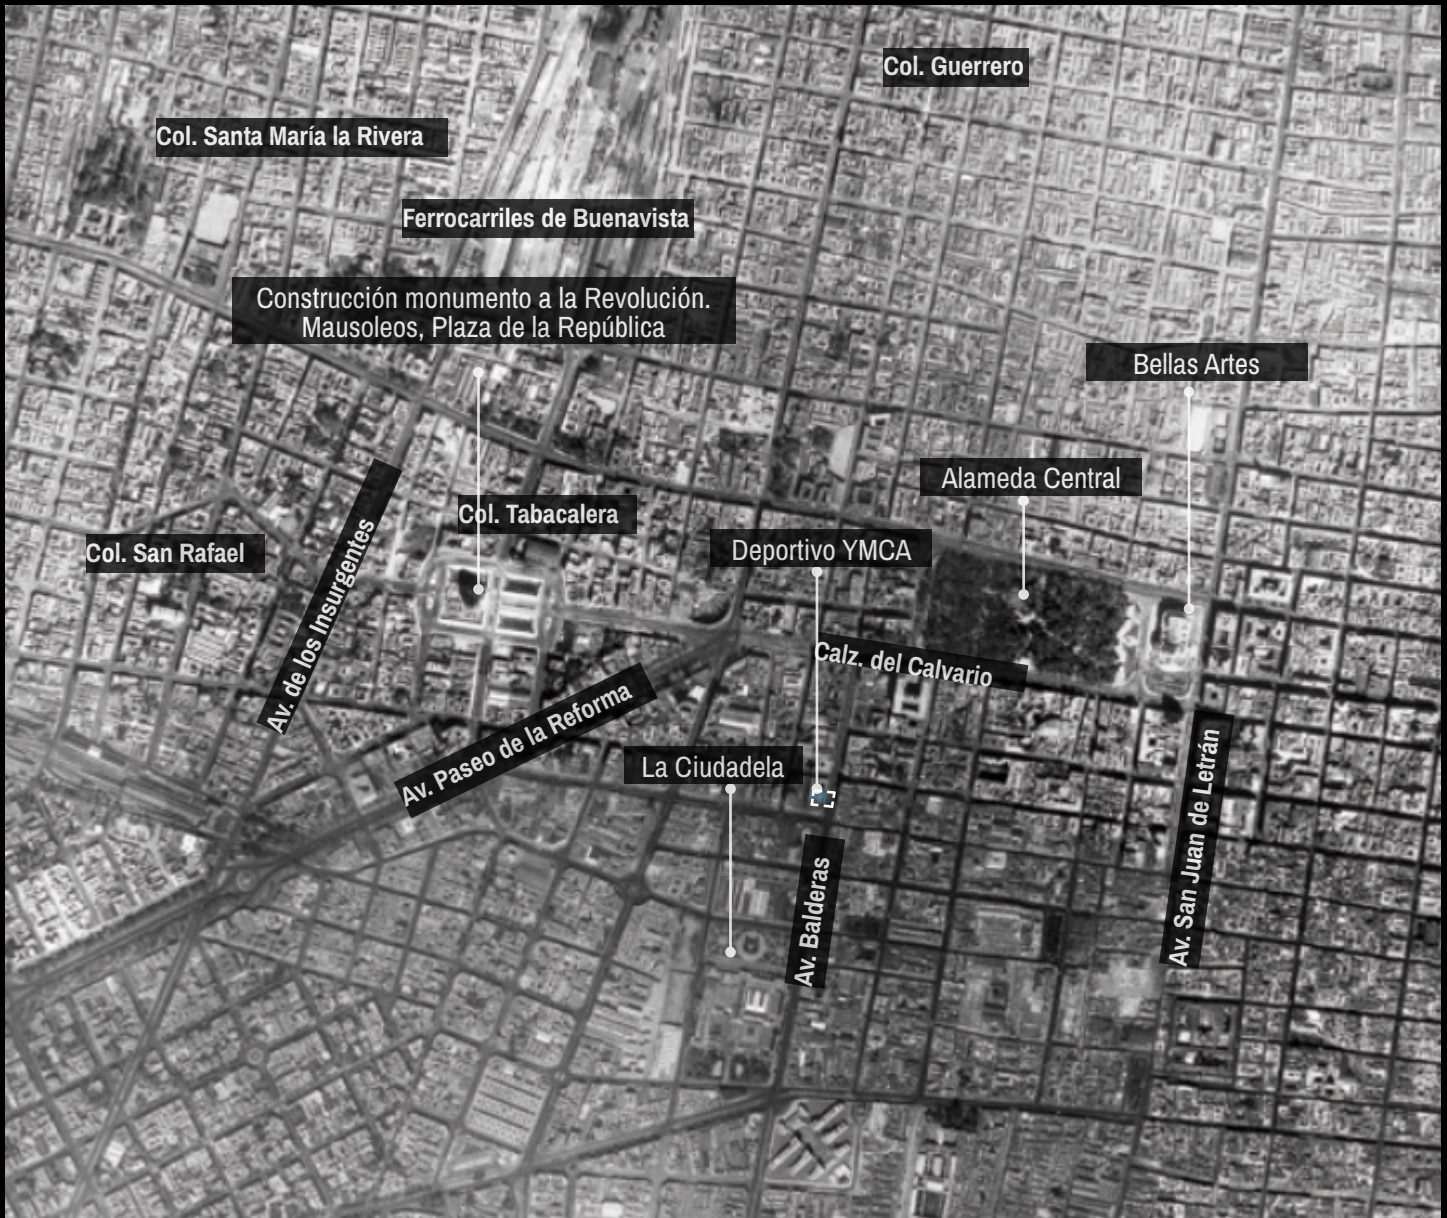 Col. Guerrero
Col. Santa María la Rivera
Ferrocarriles de Buenavista
Construcción monumento a la Revolución.
Mausoleos, Plaza de la República
Bellas Artes
Alameda Central
Col. Tabacalera
Deportivo YMCA
Col. San Rafael
Av. de los Insurgentes
Calz. del Calvario
Av. Paseo de la Reforma
La Ciudadela
Av. San Juan de Letrán
Av. Balderas